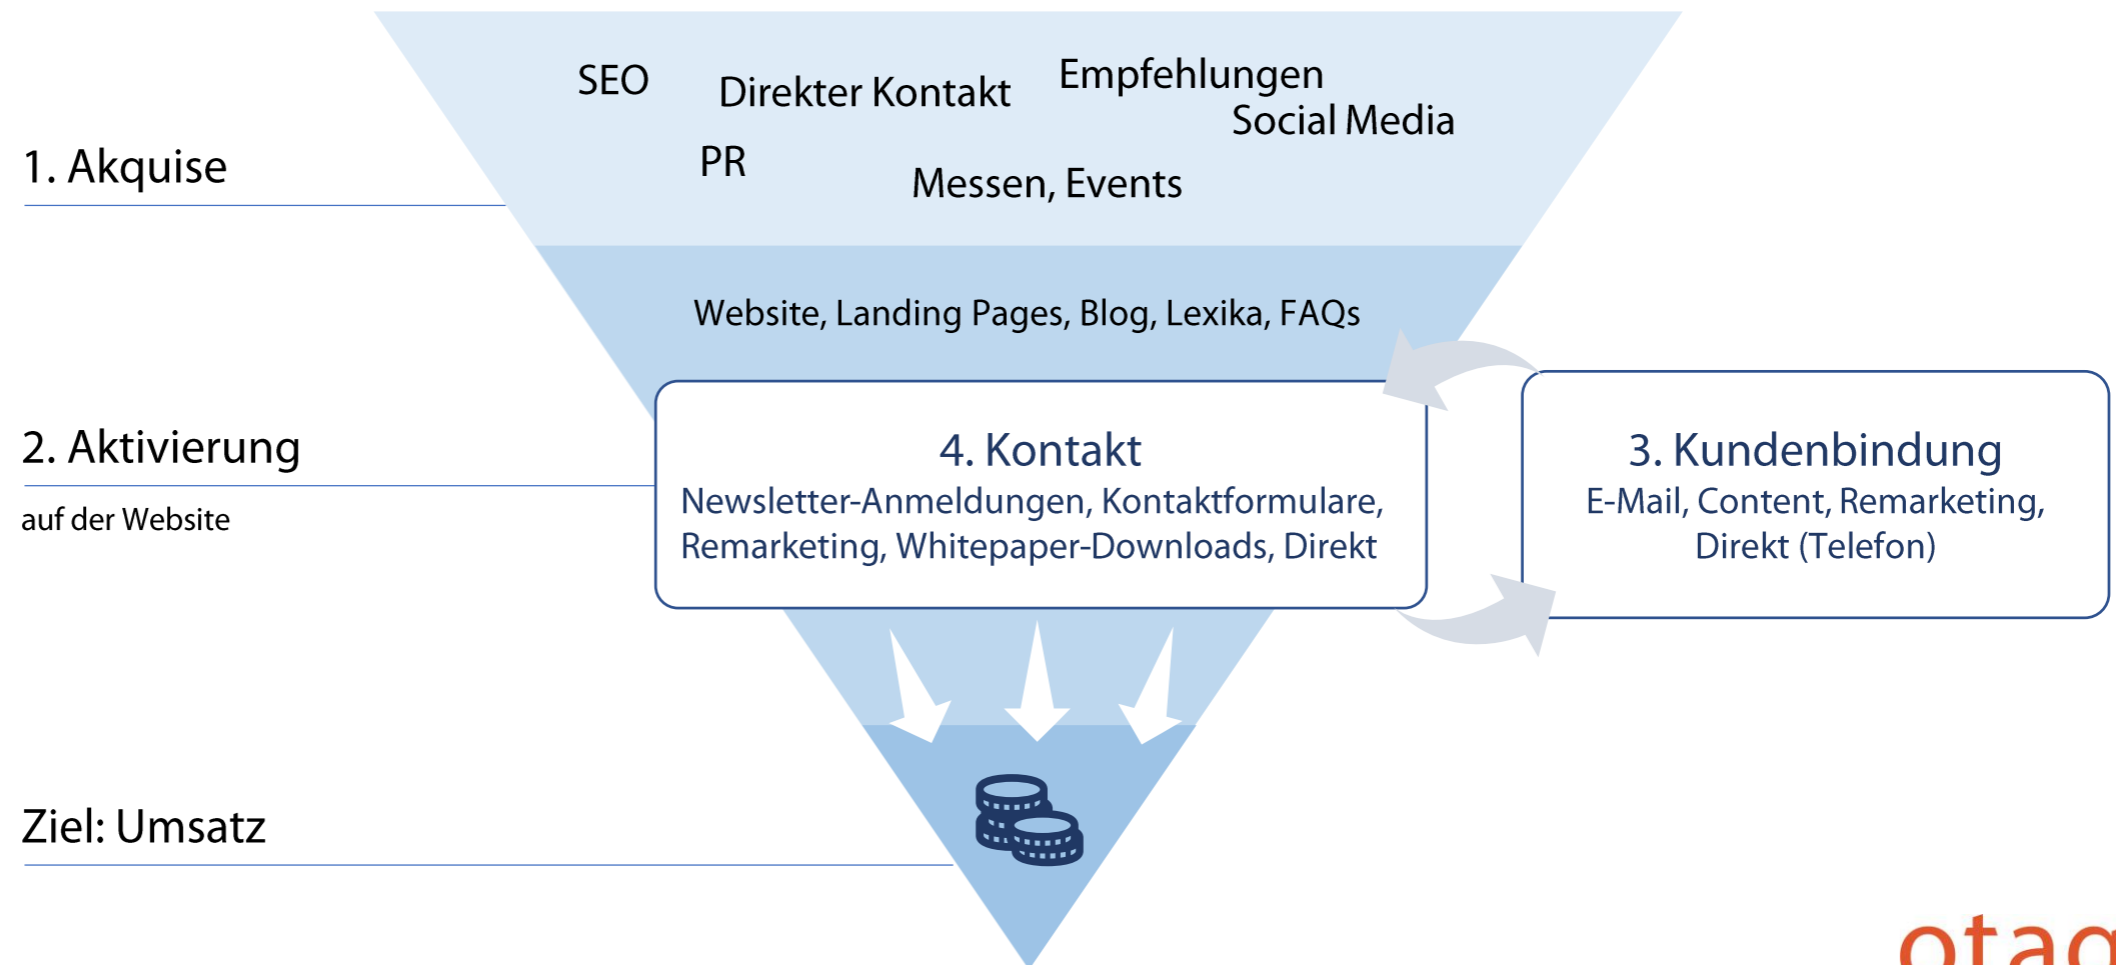 SEO
Direkter Kontakt
Empfehlungen
Social Media
PR
Messen, Events
1. Akquise
Website, Landing Pages, Blog, Lexika, FAQs
2. Aktivierung
auf der Website
4. Kontakt
Newsletter-Anmeldungen, Kontaktformulare,
Remarketing, Whitepaper-Downloads, Direkt
3. Kundenbindung
E-Mail, Content, Remarketing,
Direkt (Telefon)
Ziel: Umsatz